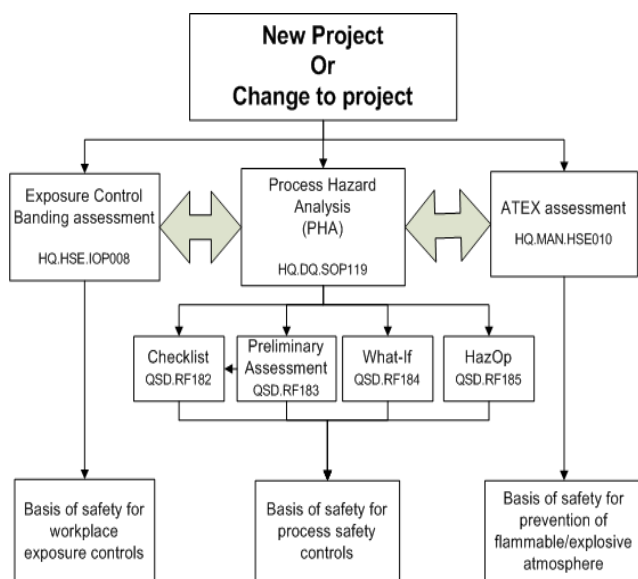 New Project
Or
Change to project
Exposure Control
Banding assessment
HQ.HSE.IOP008
Process Hazard
Analysis
(PHA)
HQ.DQ.SOP119
ATEX assessment
HQ.MAN.HSE010
Checklist
QSD.RF182
Preliminary
Assessment
QSD.RF183
What-If
QSD.RF184
HazOp
QSD.RF185
Basis of safety for
workplace
exposure controls
Basis of safety for
process safety
controls
Basis of safety for
prevention of
flammable/explosive
atmosphere